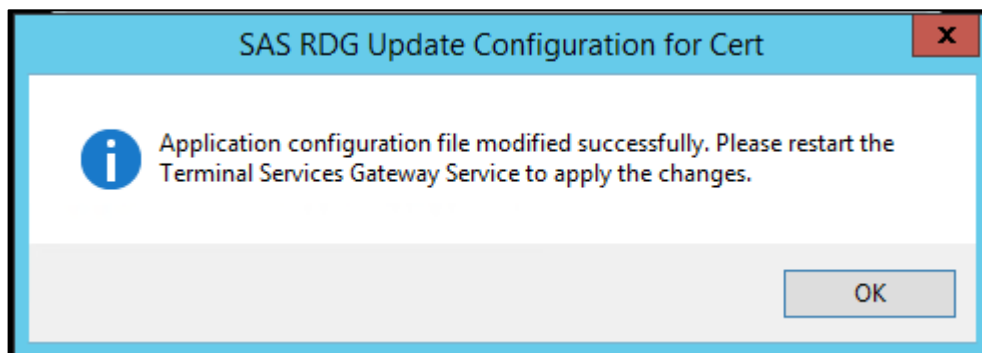 SAS RDG Update Configuration for Cert
x
Application configuration file modified successfully. Please restart the
Terminal Services Gateway Service to apply the changes.
OK